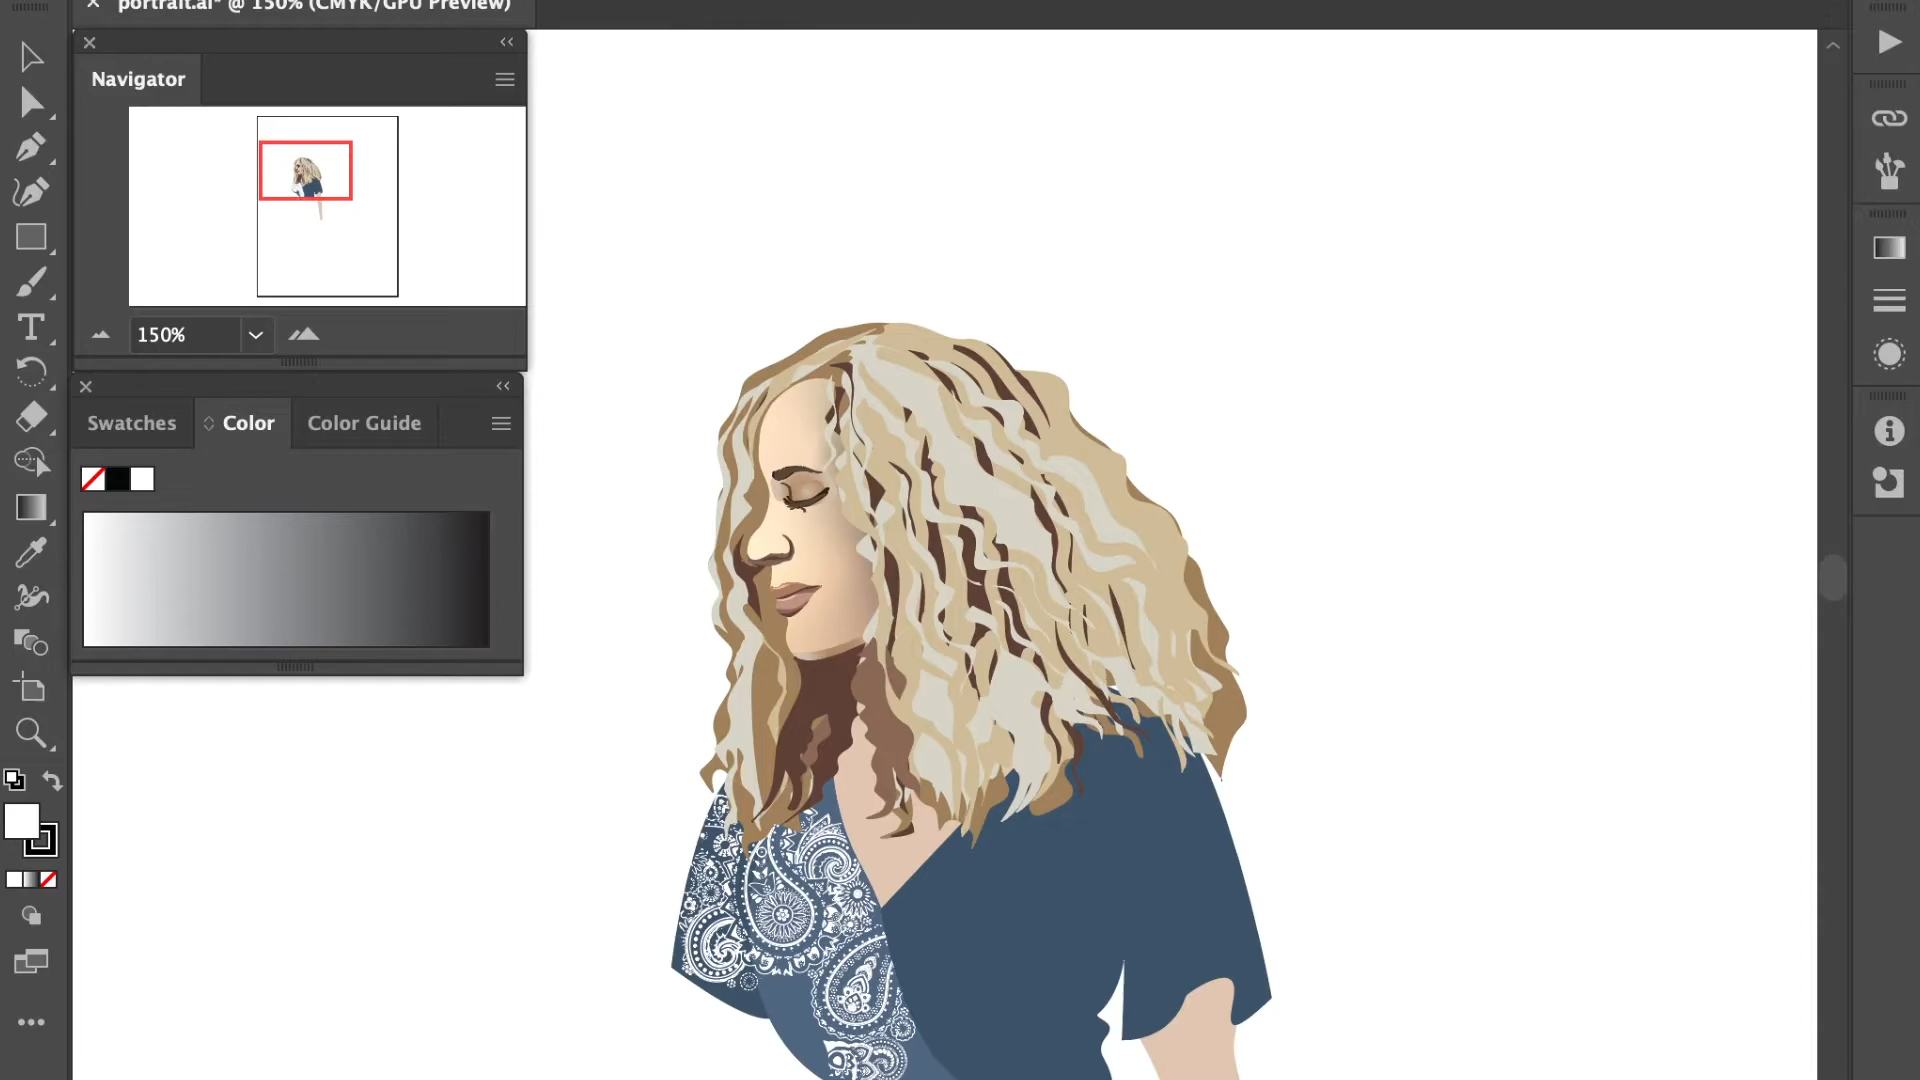 portrait.ai* @ 150% (CMYK/GPU Preview)
Navigator
150%
Swatches
Color
Color Guide